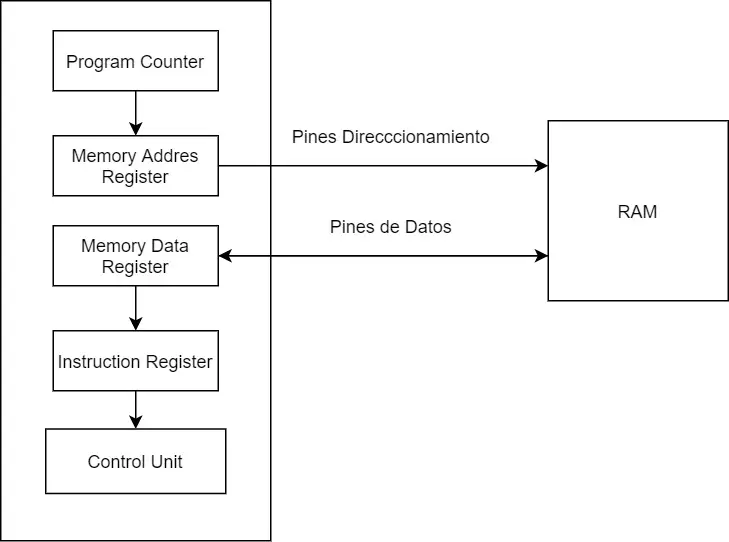 Program Counter
Memory Addres
Register
Pines Direcccionamiento
RAM
Memory Data
Register
Pines de Datos
Instruction Register
Control Unit